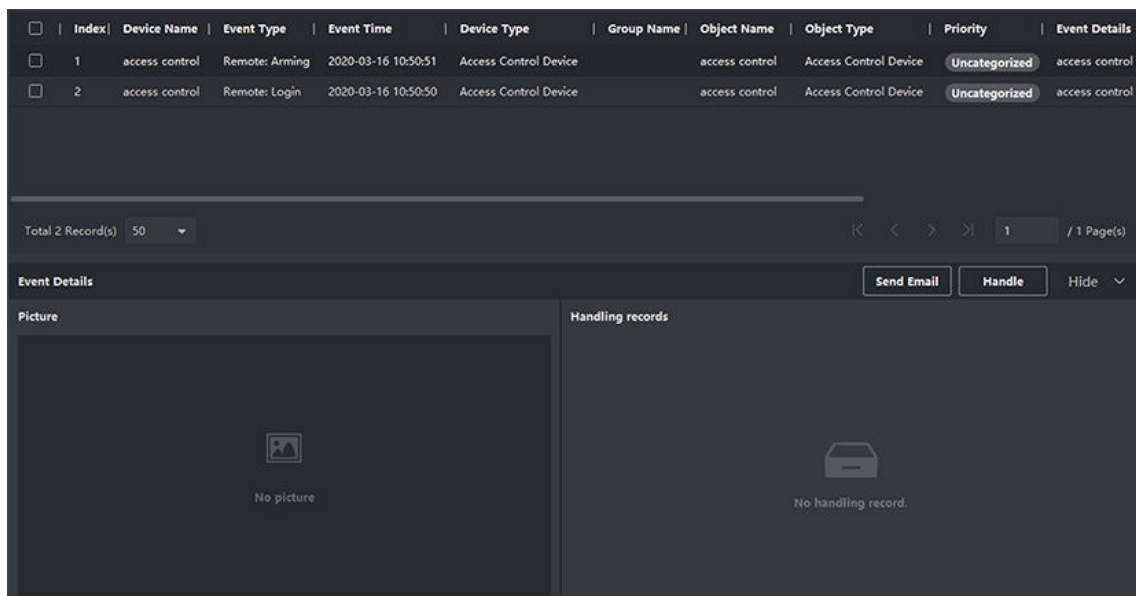 Index Device Name Event Type Event Time Device Type Group Name Object Name Object Type Priority Event Details
1 access control Remote: Arming 2020-03-16 10:50:51 Access Control Device access control Access Control Device Uncategorized access control
2 access control Remote: Login 2020-03-16 10:50:50 Access Control Device access control Access Control Device Uncategorized access control
Total 2 Record(s) 50 1 / 1 Page(s)
Event Details Send Email Handle Hide
Picture Handling records
No picture
No handling record.